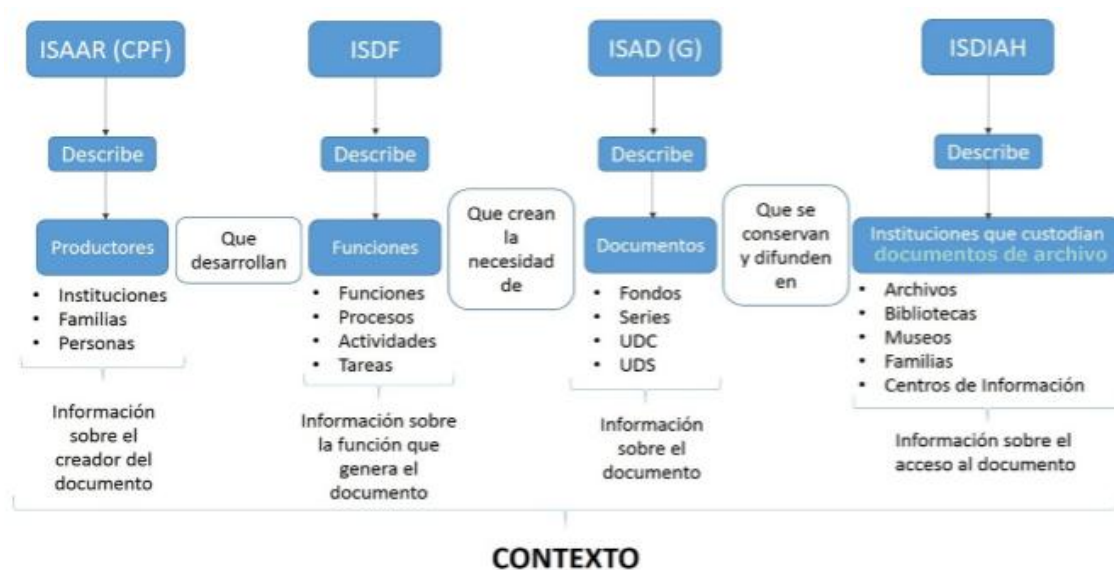 ISAAR (CPF)
ISDF
ISAD (G)
ISDIAH
Describe
Describe
Describe
Describe
Productores
Que
desarrollan
Funciones
Que crean
la
necesidad
de
Documentos
Que se
conservan
y difunden
en
Instituciones que custodian
documentos de archivo
• Instituciones
• Familias
• Personas
• Funciones
• Procesos
• Actividades
• Tareas
• Fondos
• Series
• UDC
• UDS
• Archivos
• Bibliotecas
• Museos
• Familias
• Centros de Información
Información
sobre el
creador del
documento
Información sobre
la función que
genera el
documento
Información
sobre el
documento
Información sobre el
acceso al documento
CONTEXTO